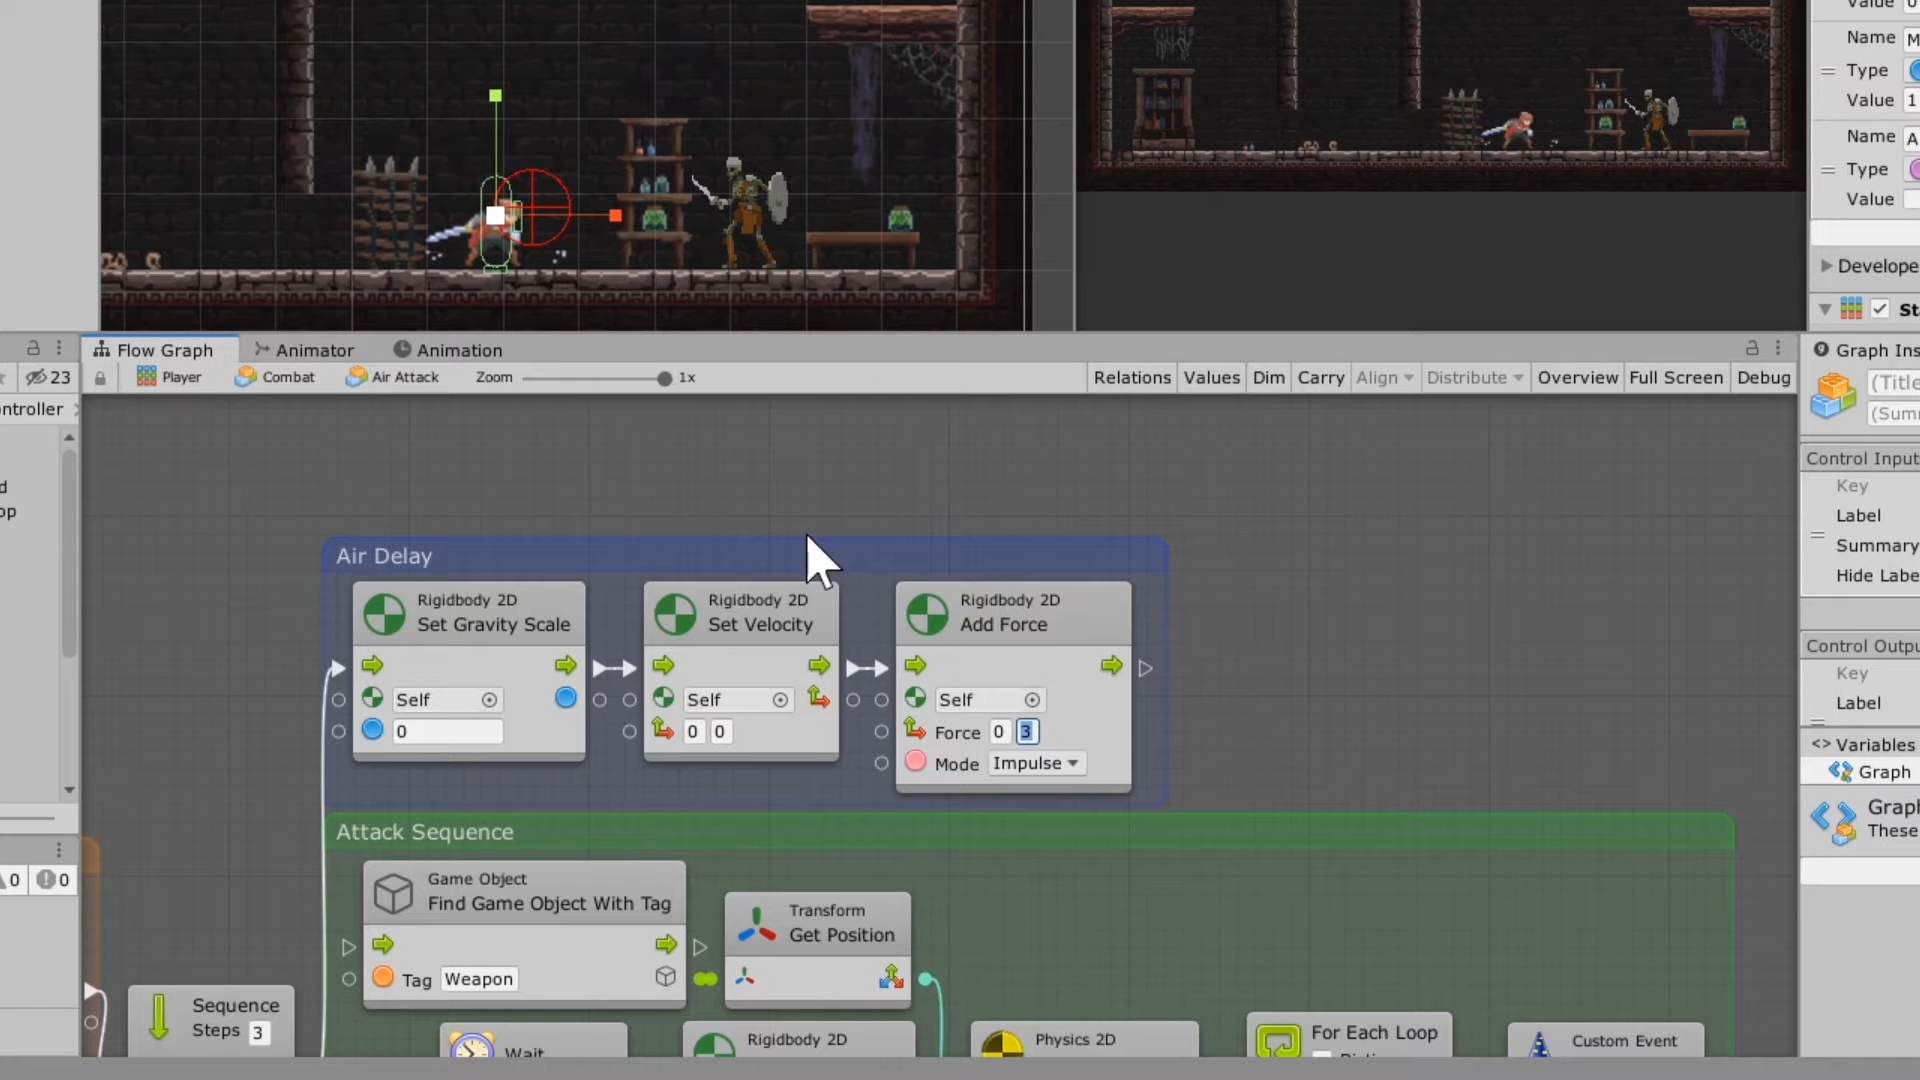 Value 0
Name M
Type
Value 1
Name A
Type
Value
Develope
St
Flow Graph
Animator
Animation
Graph Ins
23
Player
Combat
Air Attack
Zoom
1x
Relations
Values
Dim
Carry
Align
Distribute
Overview
Full Screen
Debug
(Title
(Sum
ntroller
d
op
Control Input
Key
Label
Summary
Hide Labe
Control Outpu
Key
Label
<> Variables
Graph
Graph
These
Air Delay
Rigidbody 2D
Set Gravity Scale
Self
0
Rigidbody 2D
Set Velocity
Self
0 0
Rigidbody 2D
Add Force
Self
Force 0 3
Mode Impulse
Attack Sequence
Game Object
Find Game Object With Tag
Tag Weapon
Transform
Get Position
0
0
Sequence
Steps 3
Wait
Rigidbody 2D
Physics 2D
For Each Loop
Custom Event